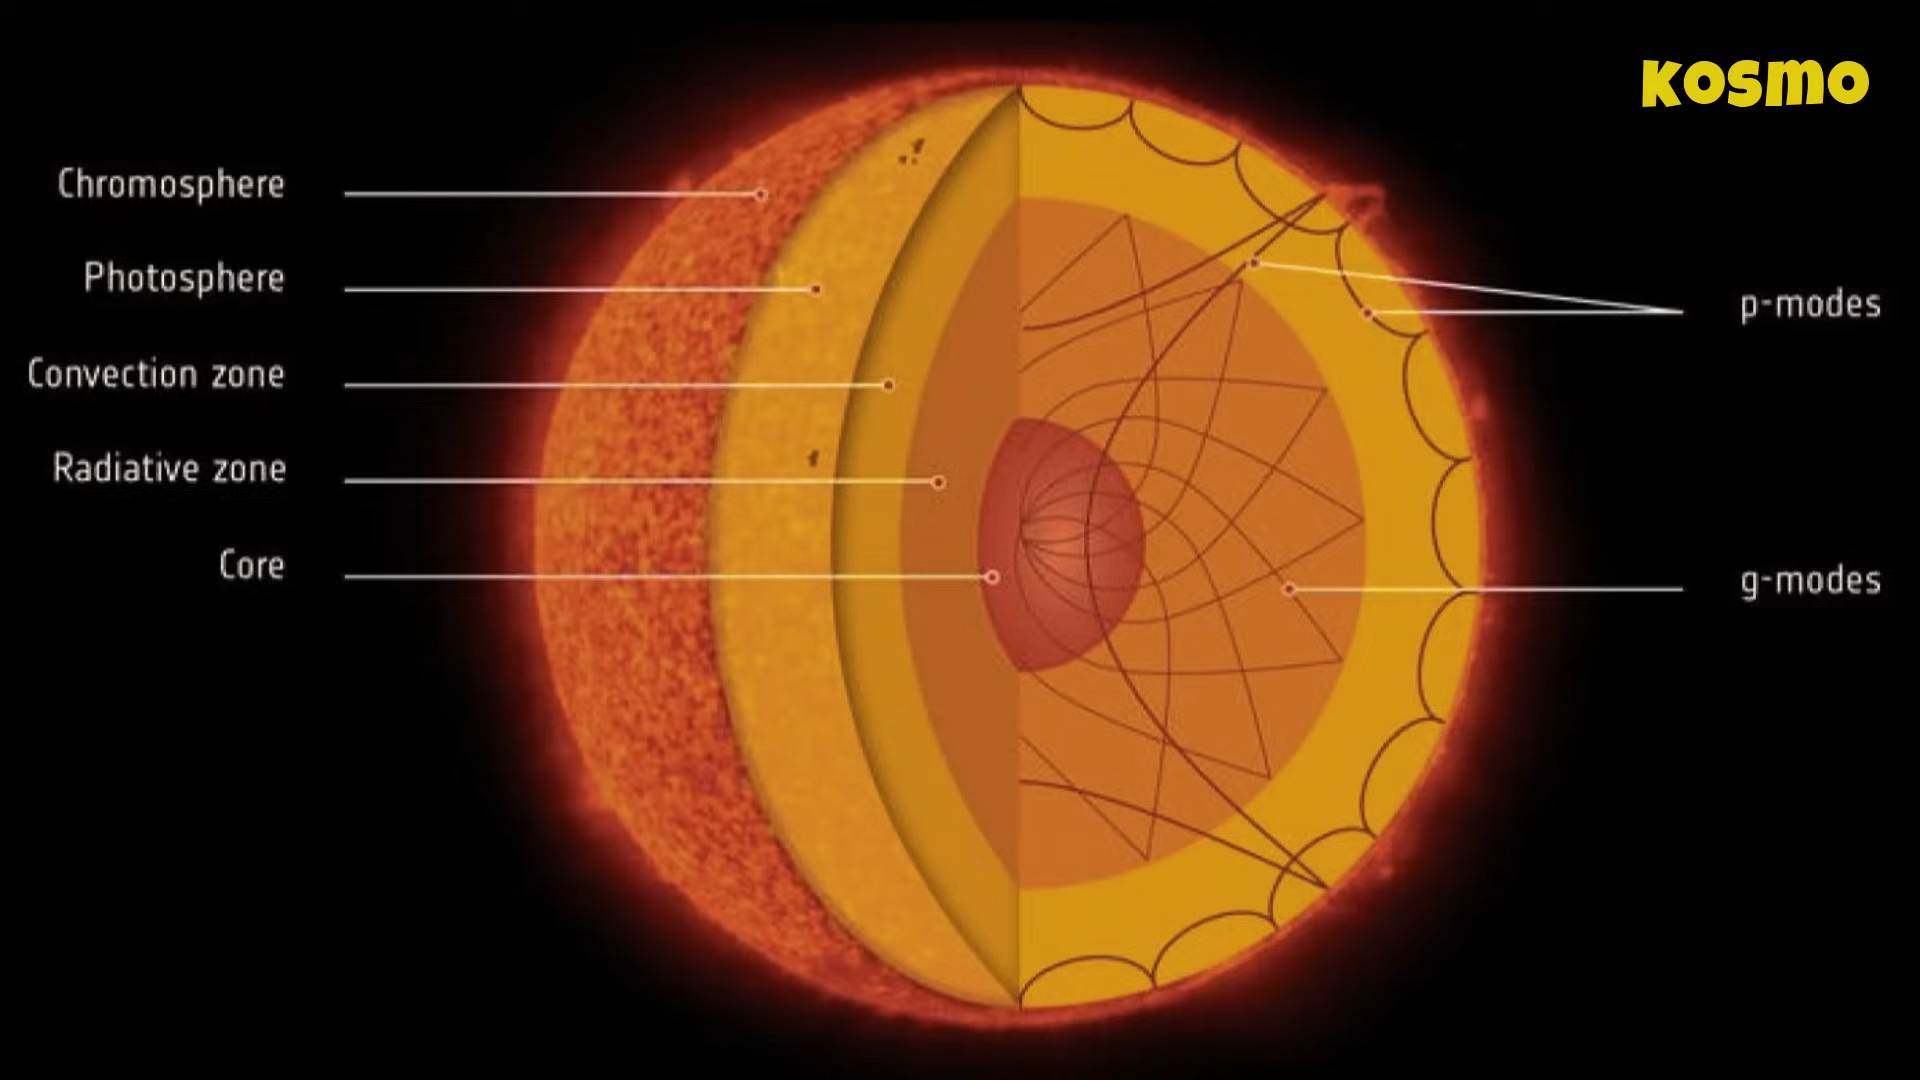 KOSMO
Chromosphere
Photosphere
Convection zone
Radiative zone
Core
p-modes
g-modes